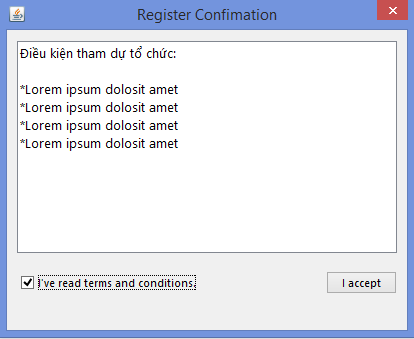 Register Confimation
Điều kiện tham dự tổ chức:
*Lorem ipsum dolosit amet
*Lorem ipsum dolosit amet
*Lorem ipsum dolosit amet
*Lorem ipsum dolosit amet
I've read terms and conditions.
I accept